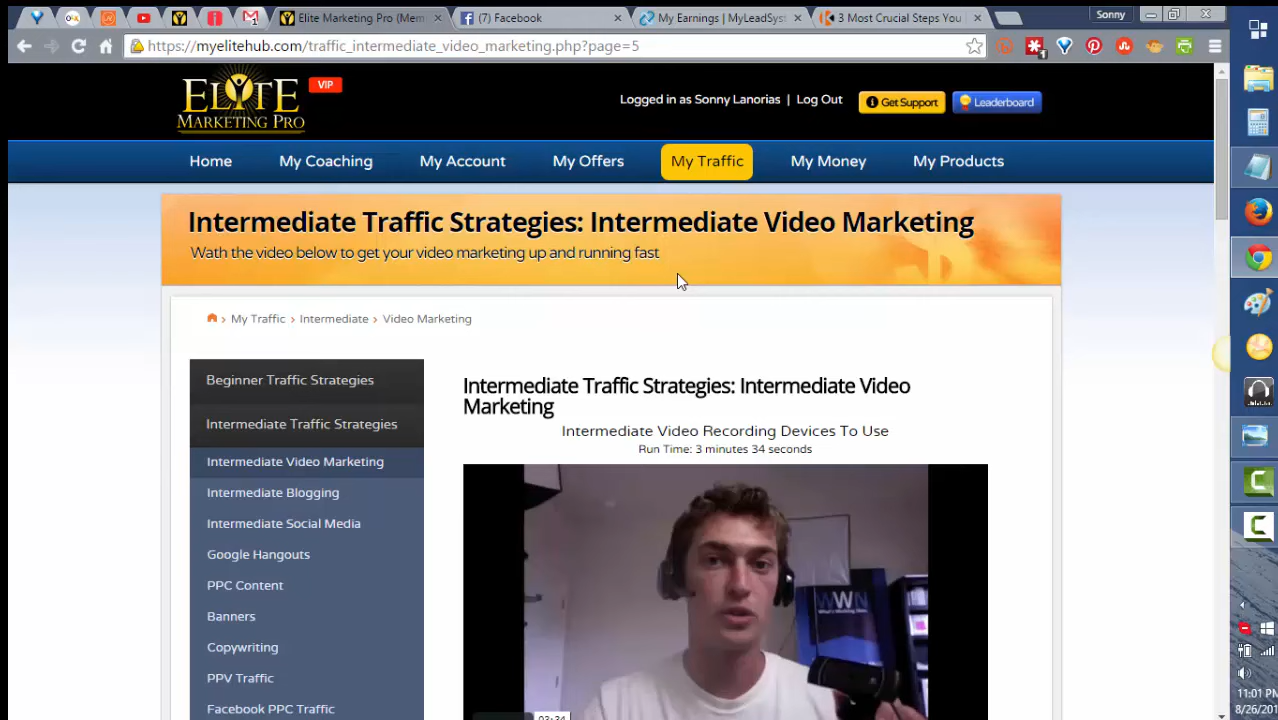 Elite Marketing Pro (Mem
(7) Facebook
My Earnings | MyLeadSys
3 Most Crucial Steps You
Sonny
https://myelitehub.com/traffic_intermediate_video_marketing.php?page=5
ELITE
MARKETING PRO
VIP
Logged in as Sonny Lanorias | Log Out
Get Support
Leaderboard
Home
My Coaching
My Account
My Offers
My Traffic
My Money
My Products
Intermediate Traffic Strategies: Intermediate Video Marketing
Wath the video below to get your video marketing up and running fast
My Traffic › Intermediate › Video Marketing
Beginner Traffic Strategies
Intermediate Traffic Strategies
Intermediate Video Marketing
Intermediate Blogging
Intermediate Social Media
Google Hangouts
PPC Content
Banners
Copywriting
PPV Traffic
Facebook PPC Traffic
Intermediate Traffic Strategies: Intermediate Video
Marketing
Intermediate Video Recording Devices To Use
Run Time: 3 minutes 34 seconds
WWN
03:34
11:01 PM
8/26/201